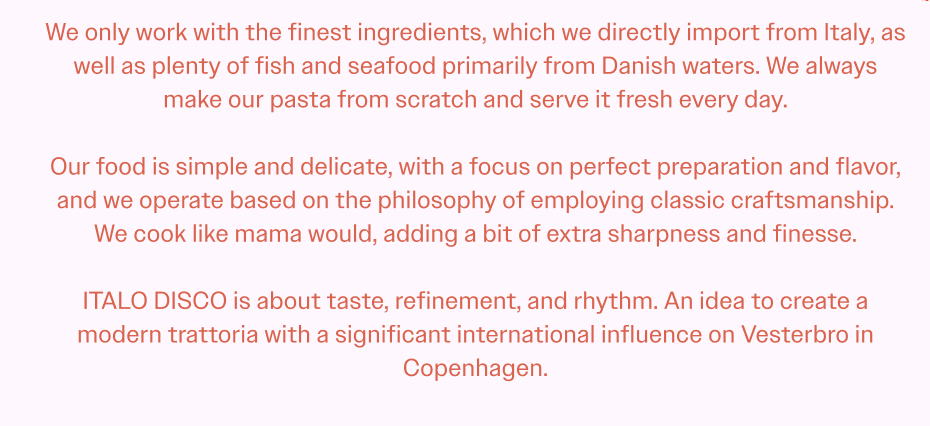 We only work with the finest ingredients, which we directly import from Italy, as
well as plenty of fish and seafood primarily from Danish waters. We always
make our pasta from scratch and serve it fresh every day.
Our food is simple and delicate, with a focus on perfect preparation and flavor,
and we operate based on the philosophy of employing classic craftsmanship.
We cook like mama would, adding a bit of extra sharpness and finesse.
ITALO DISCO is about taste, refinement, and rhythm. An idea to create a
modern trattoria with a significant international influence on Vesterbro in
Copenhagen.